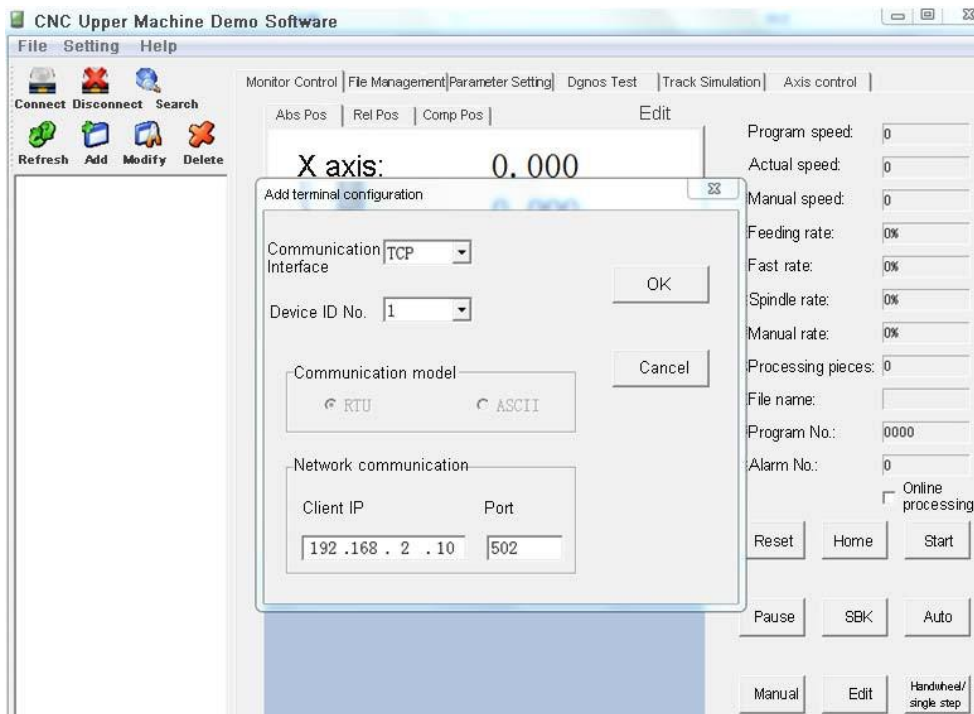 CNC Upper Machine Demo Software
File Setting Help
Connect Disconnect Search
Refresh Add Modify Delete
Monitor Control File Management Parameter Setting Dgnos Test Track Simulation Axis control
Abs Pos Rel Pos Comp Pos Edit
X axis: 0.000
Add terminal configuration
Communication Interface TCP
Device ID No. 1
OK
Cancel
Communication model
RTU ASCII
Network communication
Client IP Port
192 .168 . 2 .10 502
Program speed: 0
Actual speed: 0
Manual speed: 0
Feeding rate: 0%
Fast rate: 0%
Spindle rate: 0%
Manual rate: 0%
Processing pieces: 0
File name:
Program No.: 0000
Alarm No.: 0
Online
processing
Reset Home Start
Pause SBK Auto
Manual Edit Handwheel/
single step